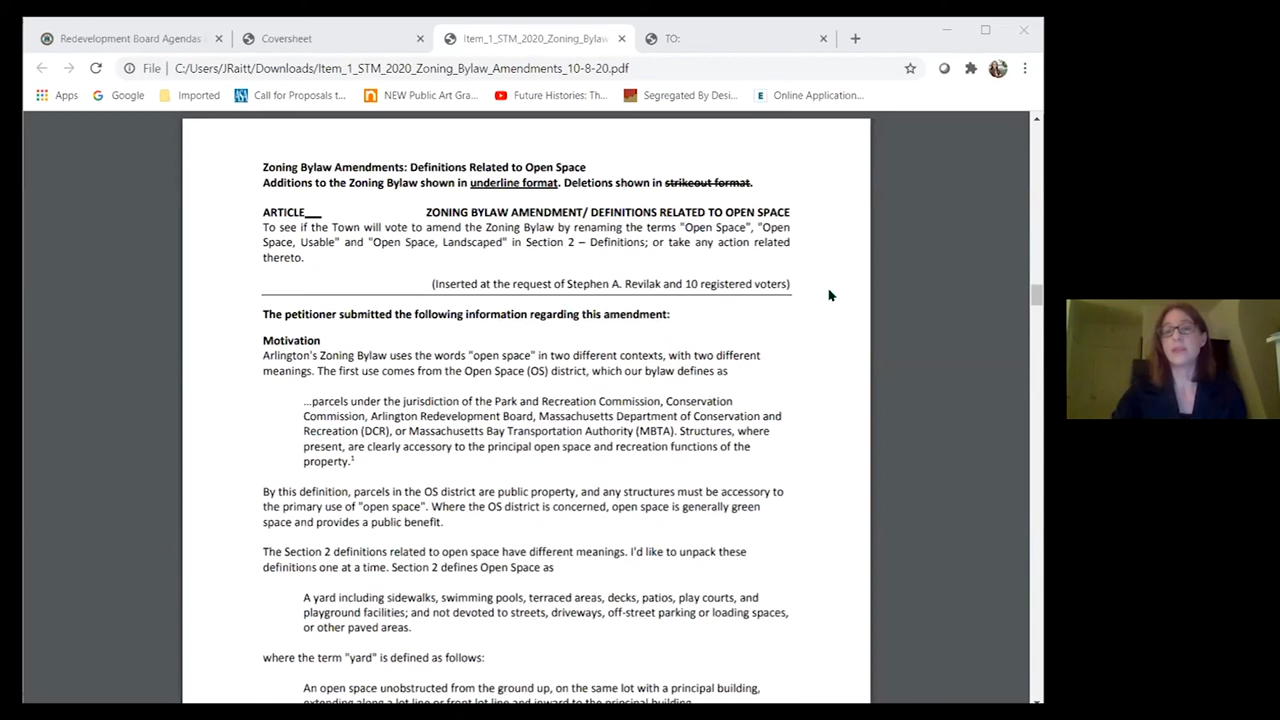 Redevelopment Board Agendas
Coversheet
Item_1_STM_2020_Zoning_Bylaw
TO:
File
C:/Users/JRaitt/Downloads/Item_1_STM_2020_Zoning_Bylaw_Amendments_10-8-20.pdf
Apps
Google
Imported
Call for Proposals t...
NEW Public Art Gra...
Future Histories: Th...
Segregated By Desi...
Online Application...
Zoning Bylaw Amendments: Definitions Related to Open Space
Additions to the Zoning Bylaw shown in underline format. Deletions shown in strikeout format.
ARTICLE___ ZONING BYLAW AMENDMENT/ DEFINITIONS RELATED TO OPEN SPACE
To see if the Town will vote to amend the Zoning Bylaw by renaming the terms "Open Space", "Open
Space, Usable" and "Open Space, Landscaped" in Section 2 – Definitions; or take any action related
thereto.
(Inserted at the request of Stephen A. Revilak and 10 registered voters)
The petitioner submitted the following information regarding this amendment:
Motivation
Arlington's Zoning Bylaw uses the words "open space" in two different contexts, with two different
meanings. The first use comes from the Open Space (OS) district, which our bylaw defines as
…parcels under the jurisdiction of the Park and Recreation Commission, Conservation
Commission, Arlington Redevelopment Board, Massachusetts Department of Conservation and
Recreation (DCR), or Massachusetts Bay Transportation Authority (MBTA). Structures, where
present, are clearly accessory to the principal open space and recreation functions of the
property.¹
By this definition, parcels in the OS district are public property, and any structures must be accessory to
the primary use of "open space". Where the OS district is concerned, open space is generally green
space and provides a public benefit.
The Section 2 definitions related to open space have different meanings. I'd like to unpack these
definitions one at a time. Section 2 defines Open Space as
A yard including sidewalks, swimming pools, terraced areas, decks, patios, play courts, and
playground facilities; and not devoted to streets, driveways, off-street parking or loading spaces,
or other paved areas.
where the term "yard" is defined as follows:
An open space unobstructed from the ground up, on the same lot with a principal building,
extending along a lot line or front lot line and inward to the principal building.